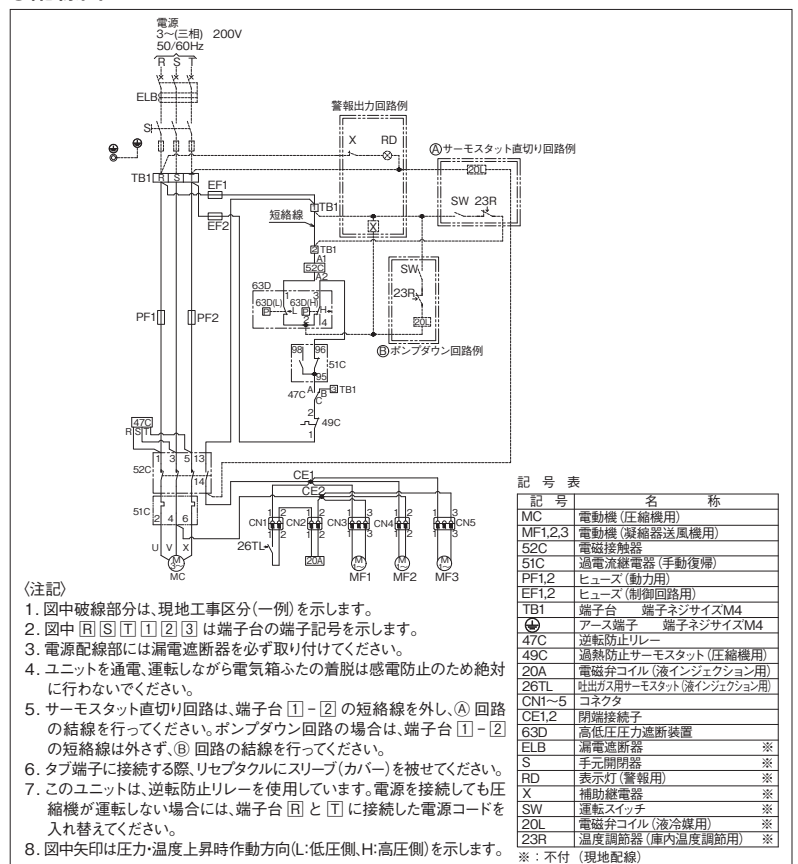 電源
3～(三相) 200V
50/60Hz
R S T
ELB
S
TB1 R S T
EF1
EF2
短絡線
1 TB1
2 TB1
A1
52C
A2
63D
63D(L) 1 L 63D(H) 3 H
P P
2 4
98 96
51C
95
47C A B C 3 TB1
2
49C
1
警報出力回路例
X RD
X
Ⓐサーモスタット直切り回路例
20L
SW 23R
SW
23R
20L
Ⓑポンプダウン回路例
PF1 PF2
47C
R S T
1 3 5 13
52C
14
51C
2 4 6
U V X
M
3～
MC
CE1
CE2
1 2 1 2 1 3 1 2 1 3
CN1 CN2 CN3 CN4 CN5
1 2 1 2 1 3 1 2 1 3
26TL
20A
M M M
1～ 1～ 1～
MF1 MF2 MF3
〈注記〉
1. 図中破線部分は、現地工事区分(一例)を示します。
2. 図中 R S T 1 2 3 は端子台の端子記号を示します。
3. 電源配線部には漏電遮断器を必ず取り付けてください。
4. ユニットを通電、運転しながら電気箱ふたの着脱は感電防止のため絶対
に行わないでください。
5. サーモスタット直切り回路は、端子台 1 - 2 の短絡線を外し、Ⓐ 回路
の結線を行ってください。ポンプダウン回路の場合は、端子台 1 - 2
の短絡線は外さず、Ⓑ 回路の結線を行ってください。
6. タブ端子に接続する際、リセプタクルにスリーブ(カバー)を被せてください。
7. このユニットは、逆転防止リレーを使用しています。電源を接続しても圧
縮機が運転しない場合には、端子台 R と T に接続した電源コードを
入れ替えてください。
8. 図中矢印は圧力・温度上昇時作動方向(L:低圧側、H:高圧側)を示します。
記 号 表
記 号 名 称
MC 電動機(圧縮機用)
MF1,2,3 電動機(凝縮器送風機用)
52C 電磁接触器
51C 過電流継電器(手動復帰)
PF1,2 ヒューズ(動力用)
EF1,2 ヒューズ(制御回路用)
TB1 端子台 端子ネジサイズM4
アース端子 端子ネジサイズM4
47C 逆転防止リレー
49C 過熱防止サーモスタット(圧縮機用)
20A 電磁弁コイル(液インジェクション用)
26TL 吐出ガス用サーモスタット(液インジェクション用)
CN1～5 コネクタ
CE1,2 閉端接続子
63D 高低圧圧力遮断装置
ELB 漏電遮断器 ※
S 手元開閉器 ※
RD 表示灯(警報用) ※
X 補助継電器 ※
SW 運転スイッチ ※
20L 電磁弁コイル(液冷媒用) ※
23R 温度調節器(庫内温度調節用) ※
※：不付(現地配線)